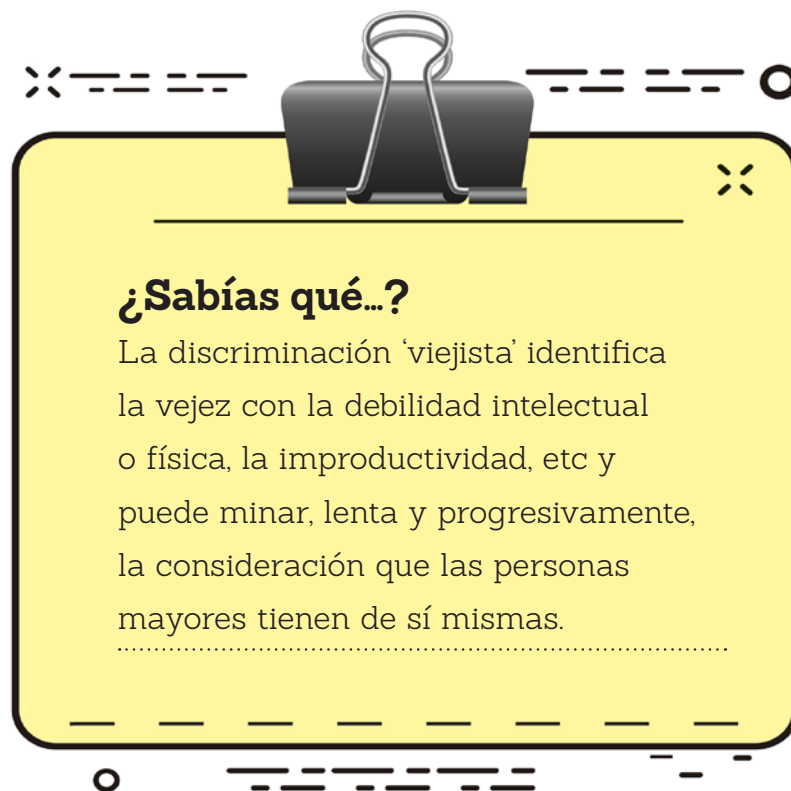 ¿Sabías qué...?
La discriminación ‘viejista’ identifica
la vejez con la debilidad intelectual
o física, la improductividad, etc y
puede minar, lenta y progresivamente,
la consideración que las personas
mayores tienen de sí mismas.